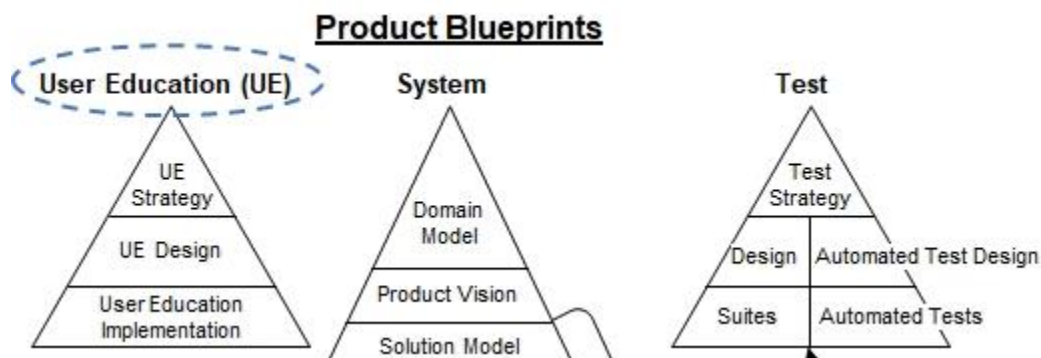 Product Blueprints
User Education (UE)
System
Test
UE
Strategy
UE Design
User Education
Implementation
Domain
Model
Product Vision
Solution Model
Test
Strategy
Design
Automated Test Design
Suites
Automated Tests